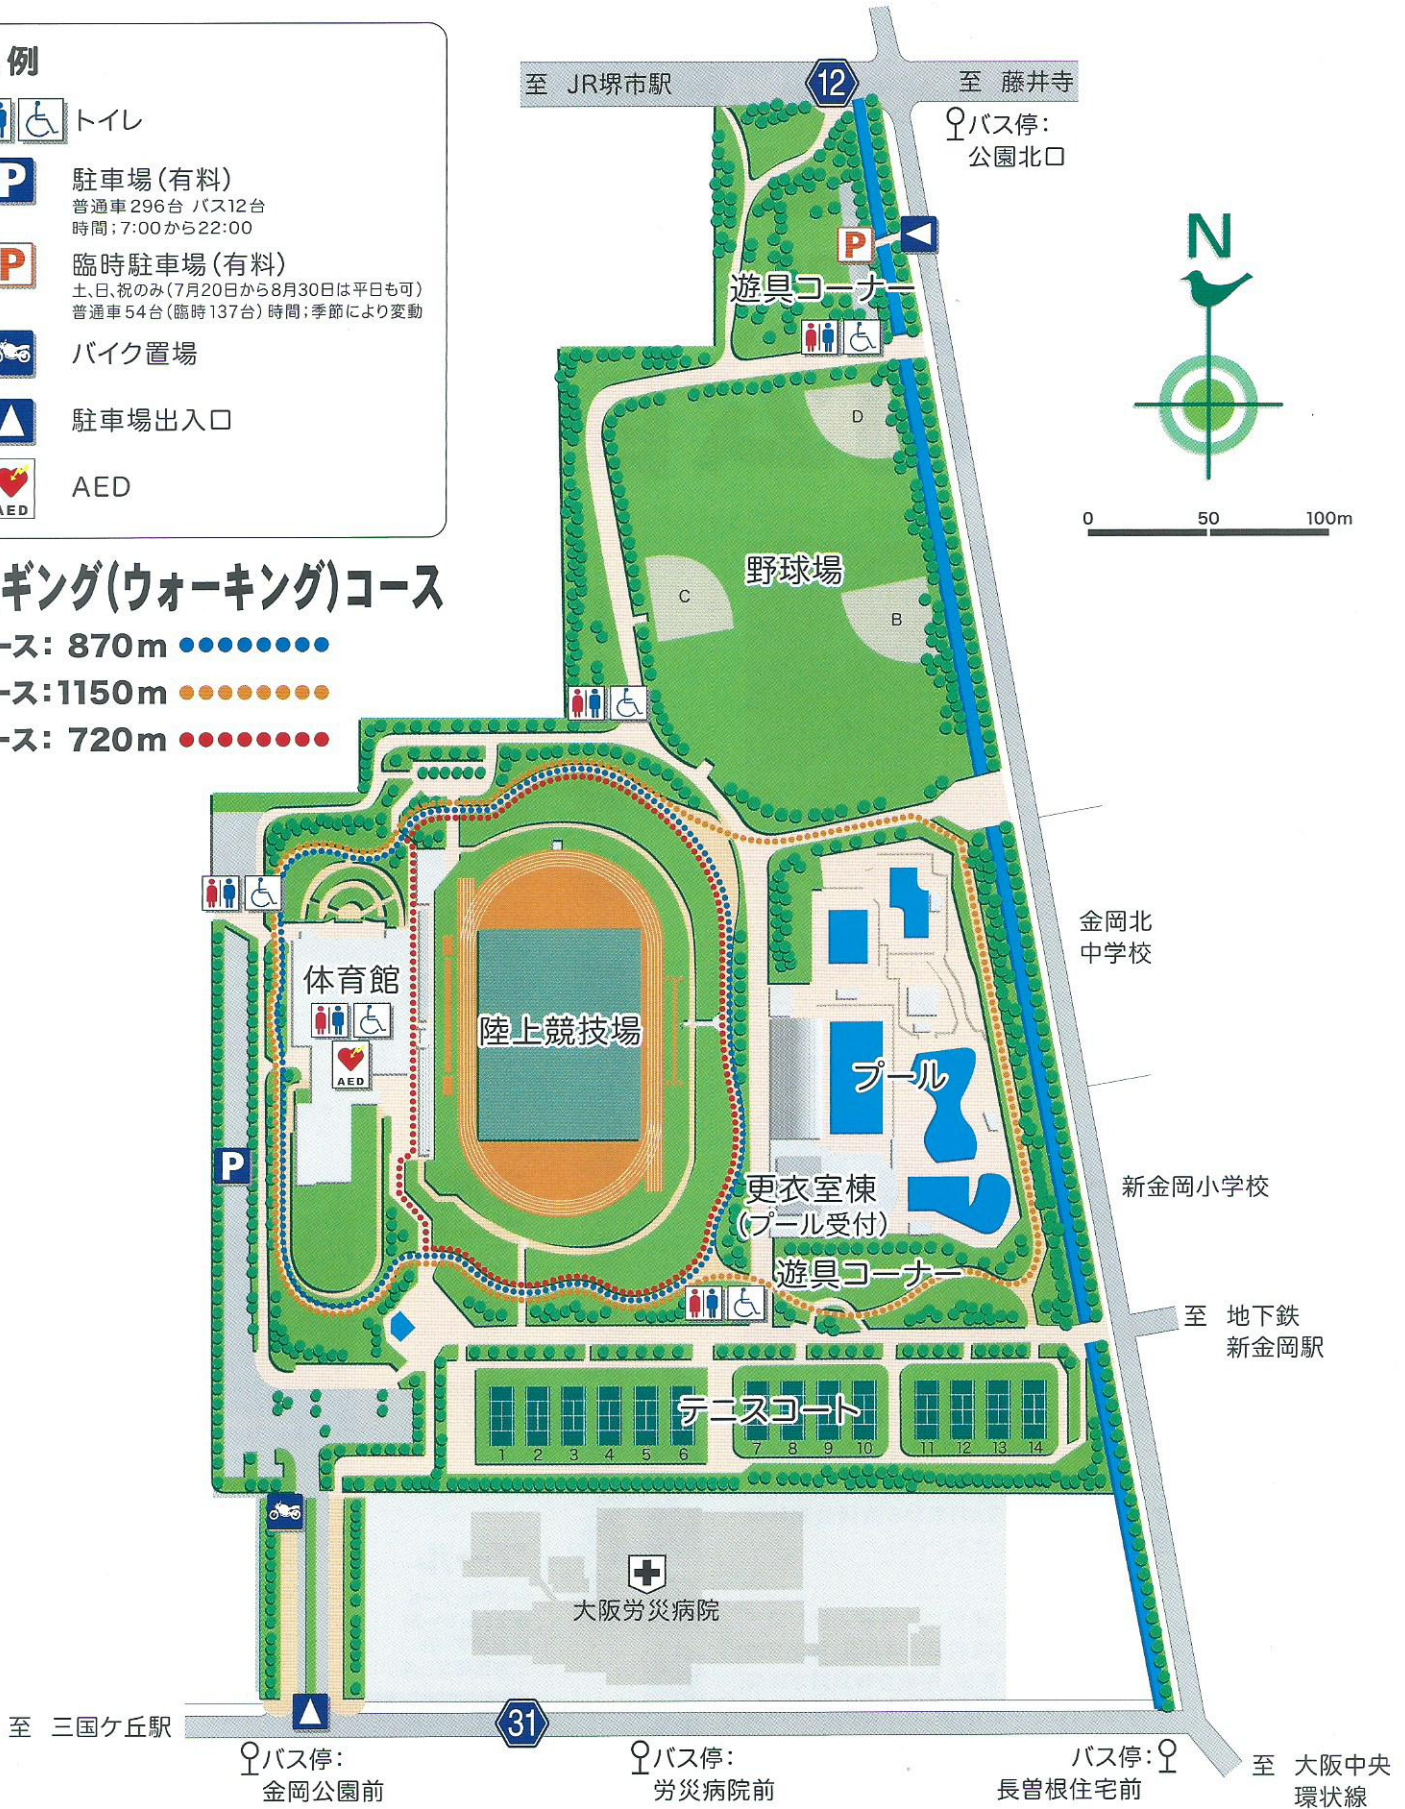 例
トイレ
P
駐車場(有料)
普通車296台 バス12台
時間;7:00から22:00
P
臨時駐車場(有料)
土、日、祝のみ(7月20日から8月30日は平日も可)
普通車54台(臨時137台)時間;季節により変動
バイク置場
駐車場出入口
AED
AED
ギング(ウォーキング)コース
ース: 870m
ース:1150m
ース: 720m
至 JR堺市駅
12
至 藤井寺
バス停:
公園北口
N
P
遊具コーナー
0 50 100m
D
野球場
C
B
金岡北
中学校
体育館
AED
陸上競技場
プール
P
更衣室棟
(プール受付)
新金岡小学校
遊具コーナー
至 地下鉄
新金岡駅
テニスコート
1 2 3 4 5 6 7 8 9 10 11 12 13 14
大阪労災病院
至 三国ケ丘駅
31
バス停:
金岡公園前
バス停:
労災病院前
バス停:
長曽根住宅前
至 大阪中央
環状線